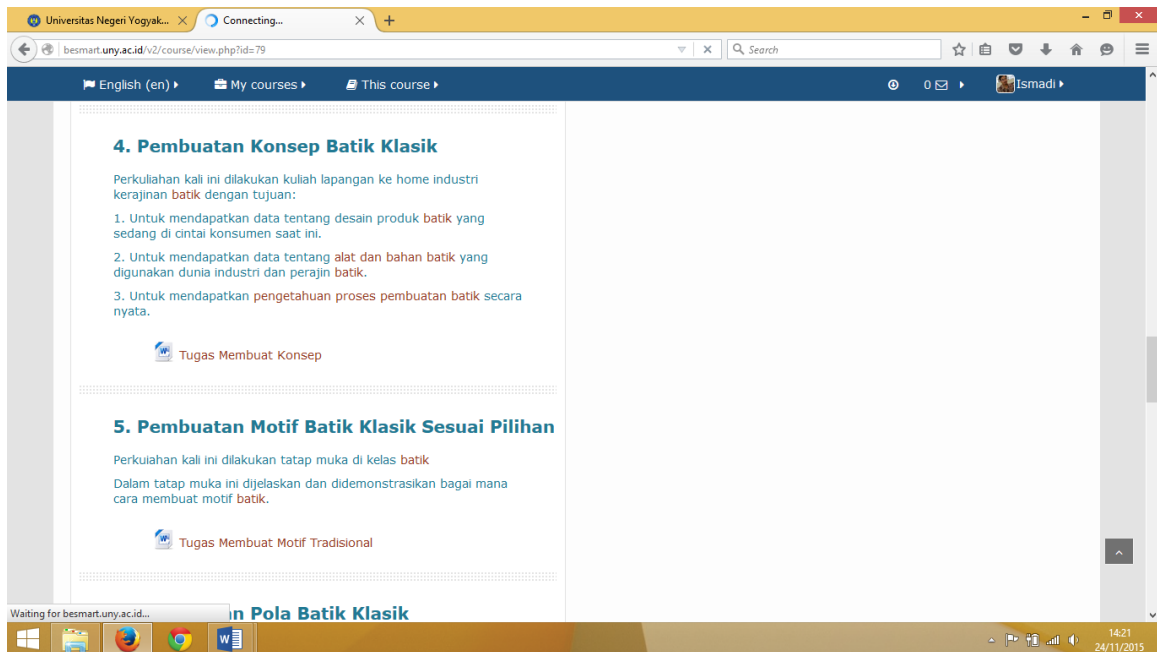 Universitas Negeri Yogyak...
Connecting...
besmart.uny.ac.id/v2/course/view.php?id=79
Search
English (en)
My courses
This course
0
Ismadi
4. Pembuatan Konsep Batik Klasik
Perkuliahan kali ini dilakukan kuliah lapangan ke home industri
kerajinan batik dengan tujuan:
1. Untuk mendapatkan data tentang desain produk batik yang
sedang di cintai konsumen saat ini.
2. Untuk mendapatkan data tentang alat dan bahan batik yang
digunakan dunia industri dan perajin batik.
3. Untuk mendapatkan pengetahuan proses pembuatan batik secara
nyata.
Tugas Membuat Konsep
5. Pembuatan Motif Batik Klasik Sesuai Pilihan
Perkuiahan kali ini dilakukan tatap muka di kelas batik
Dalam tatap muka ini dijelaskan dan didemonstrasikan bagai mana
cara membuat motif batik.
Tugas Membuat Motif Tradisional
Pola Batik Klasik
Waiting for besmart.uny.ac.id...
14:21
24/11/2015